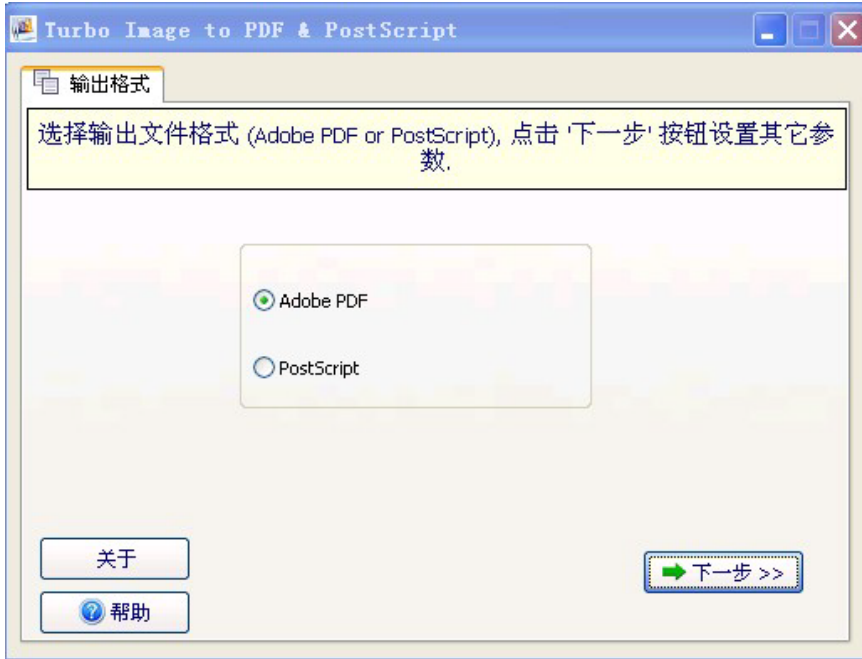 Turbo Image to PDF & PostScript
输出格式
选择输出文件格式 (Adobe PDF or PostScript), 点击 '下一步' 按钮设置其它参
数.
Adobe PDF
PostScript
关于
下一步 >>
帮助